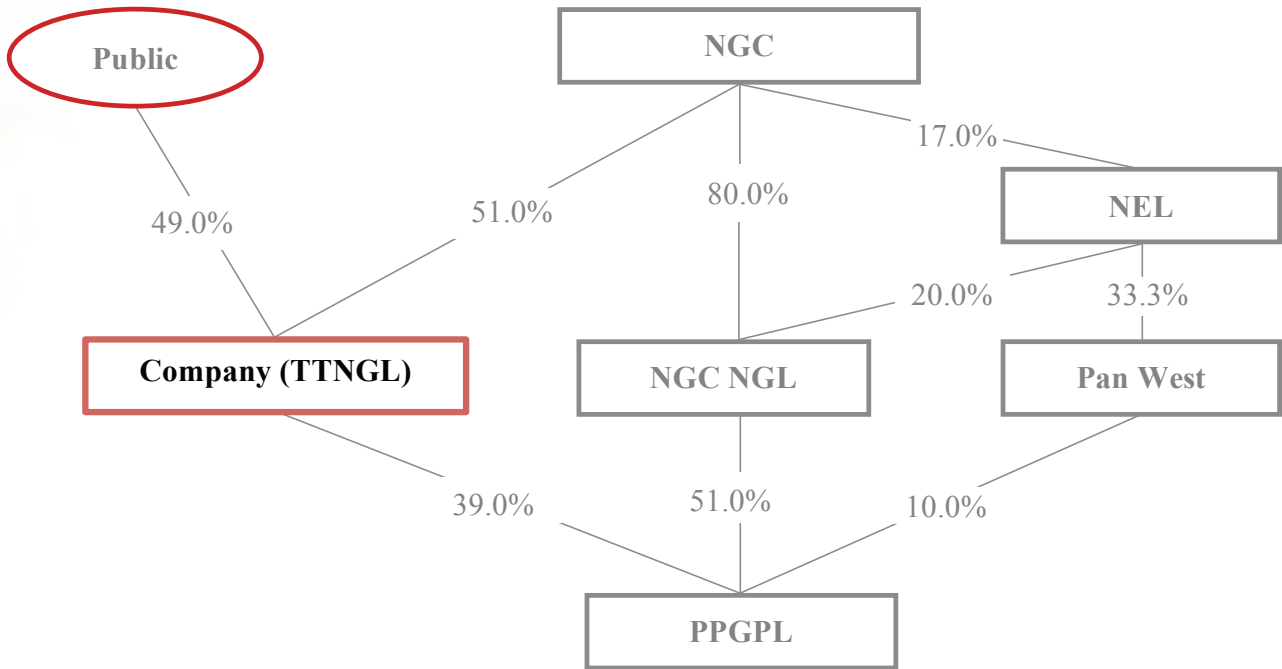 Public
NGC
17.0%
80.0%
NEL
49.0%
51.0%
20.0%
33.3%
Company (TTNGL)
NGC NGL
Pan West
39.0%
51.0%
10.0%
PPGPL